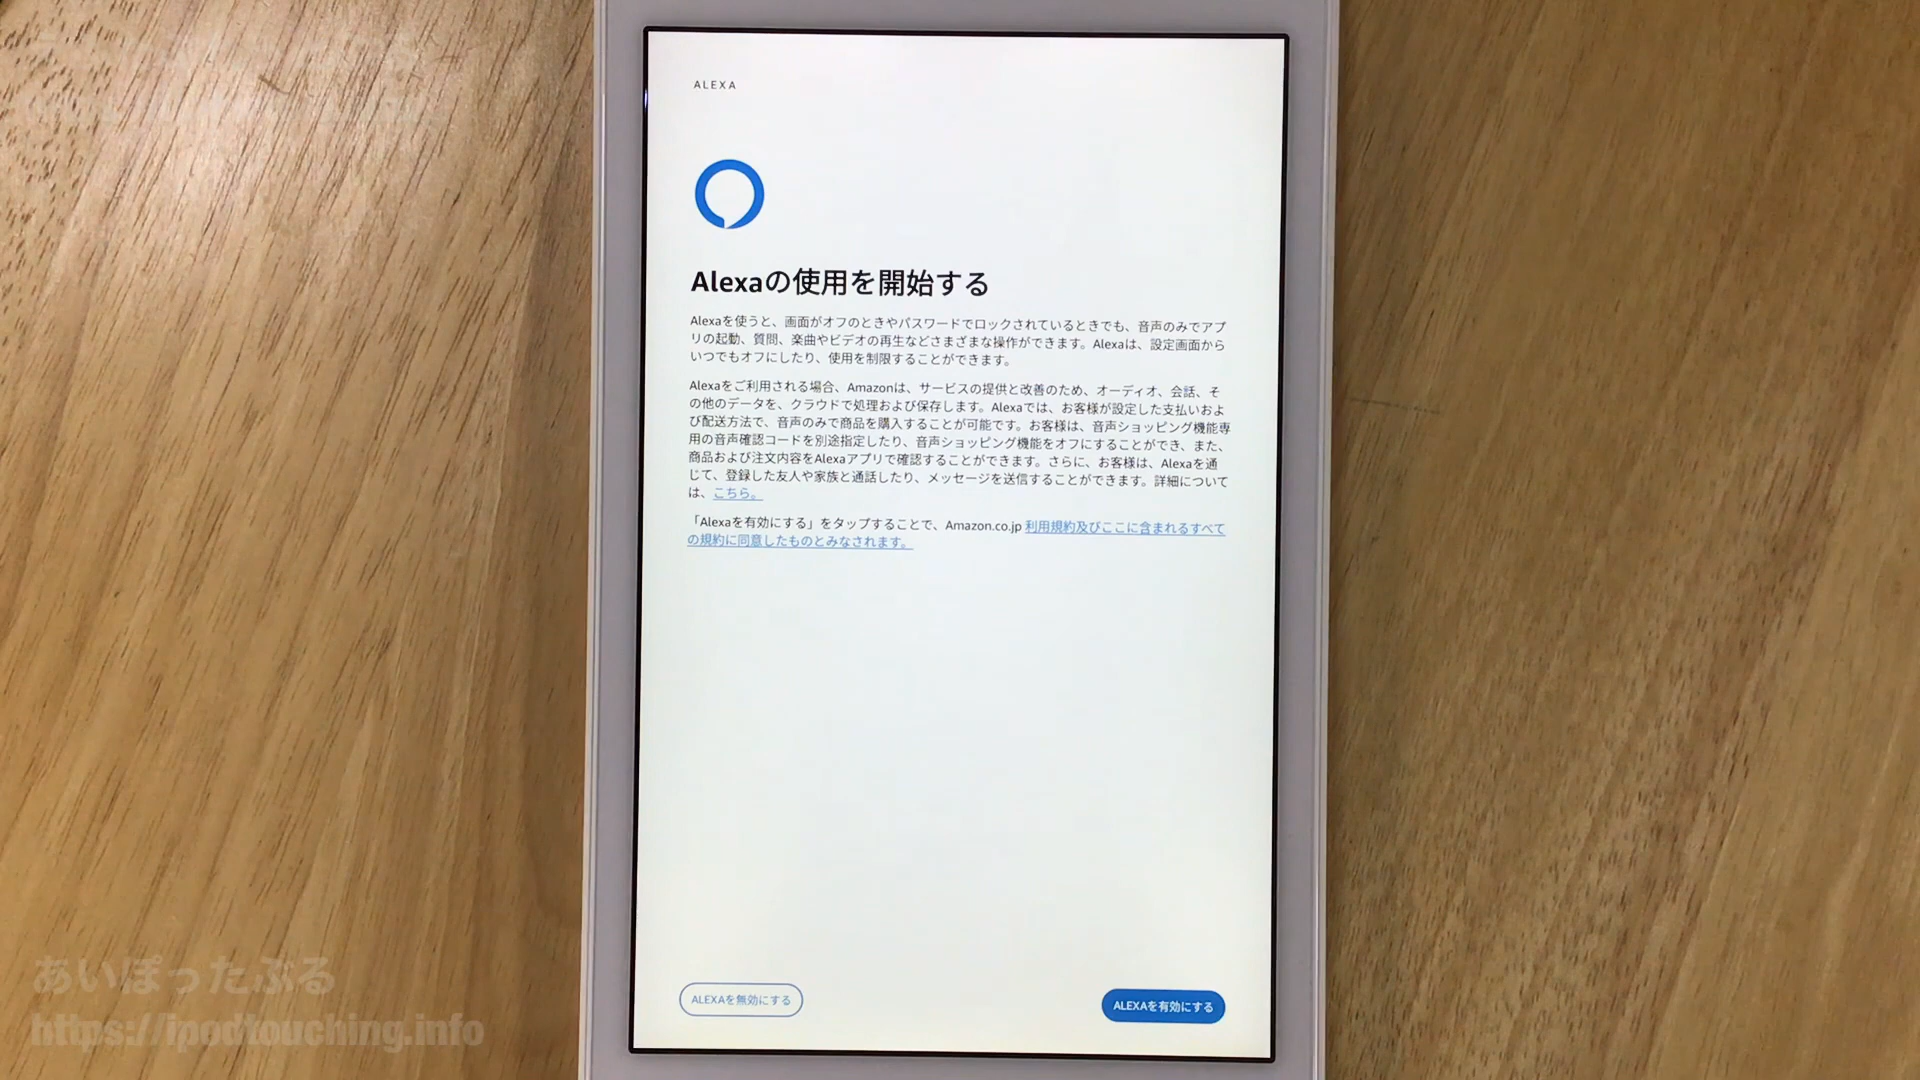 ALEXA
Alexaの使用を開始する
Alexaを使うと、画面がオフのときやパスワードでロックされているときでも、音声のみでアプ
リの起動、質問、楽曲やビデオの再生などさまざまな操作ができます。Alexaは、設定画面から
いつでもオフにしたり、使用を制限することができます。
Alexaをご利用される場合、Amazonは、サービスの提供と改善のため、オーディオ、会話、そ
の他のデータを、クラウドで処理および保存します。Alexaでは、お客様が設定した支払いおよ
び配送方法で、音声のみで商品を購入することが可能です。お客様は、音声ショッピング機能専
用の音声確認コードを別途指定したり、音声ショッピング機能をオフにすることができ、また、
商品および注文内容をAlexaアプリで確認することができます。さらに、お客様は、Alexaを通
じて、登録した友人や家族と通話したり、メッセージを送信することができます。詳細について
は、こちら。
「Alexaを有効にする」をタップすることで、Amazon.co.jp 利用規約及びここに含まれるすべて
の規約に同意したものとみなされます。
ALEXAを無効にする
ALEXAを有効にする
あいぽったぶる
https://ipodtouching.info